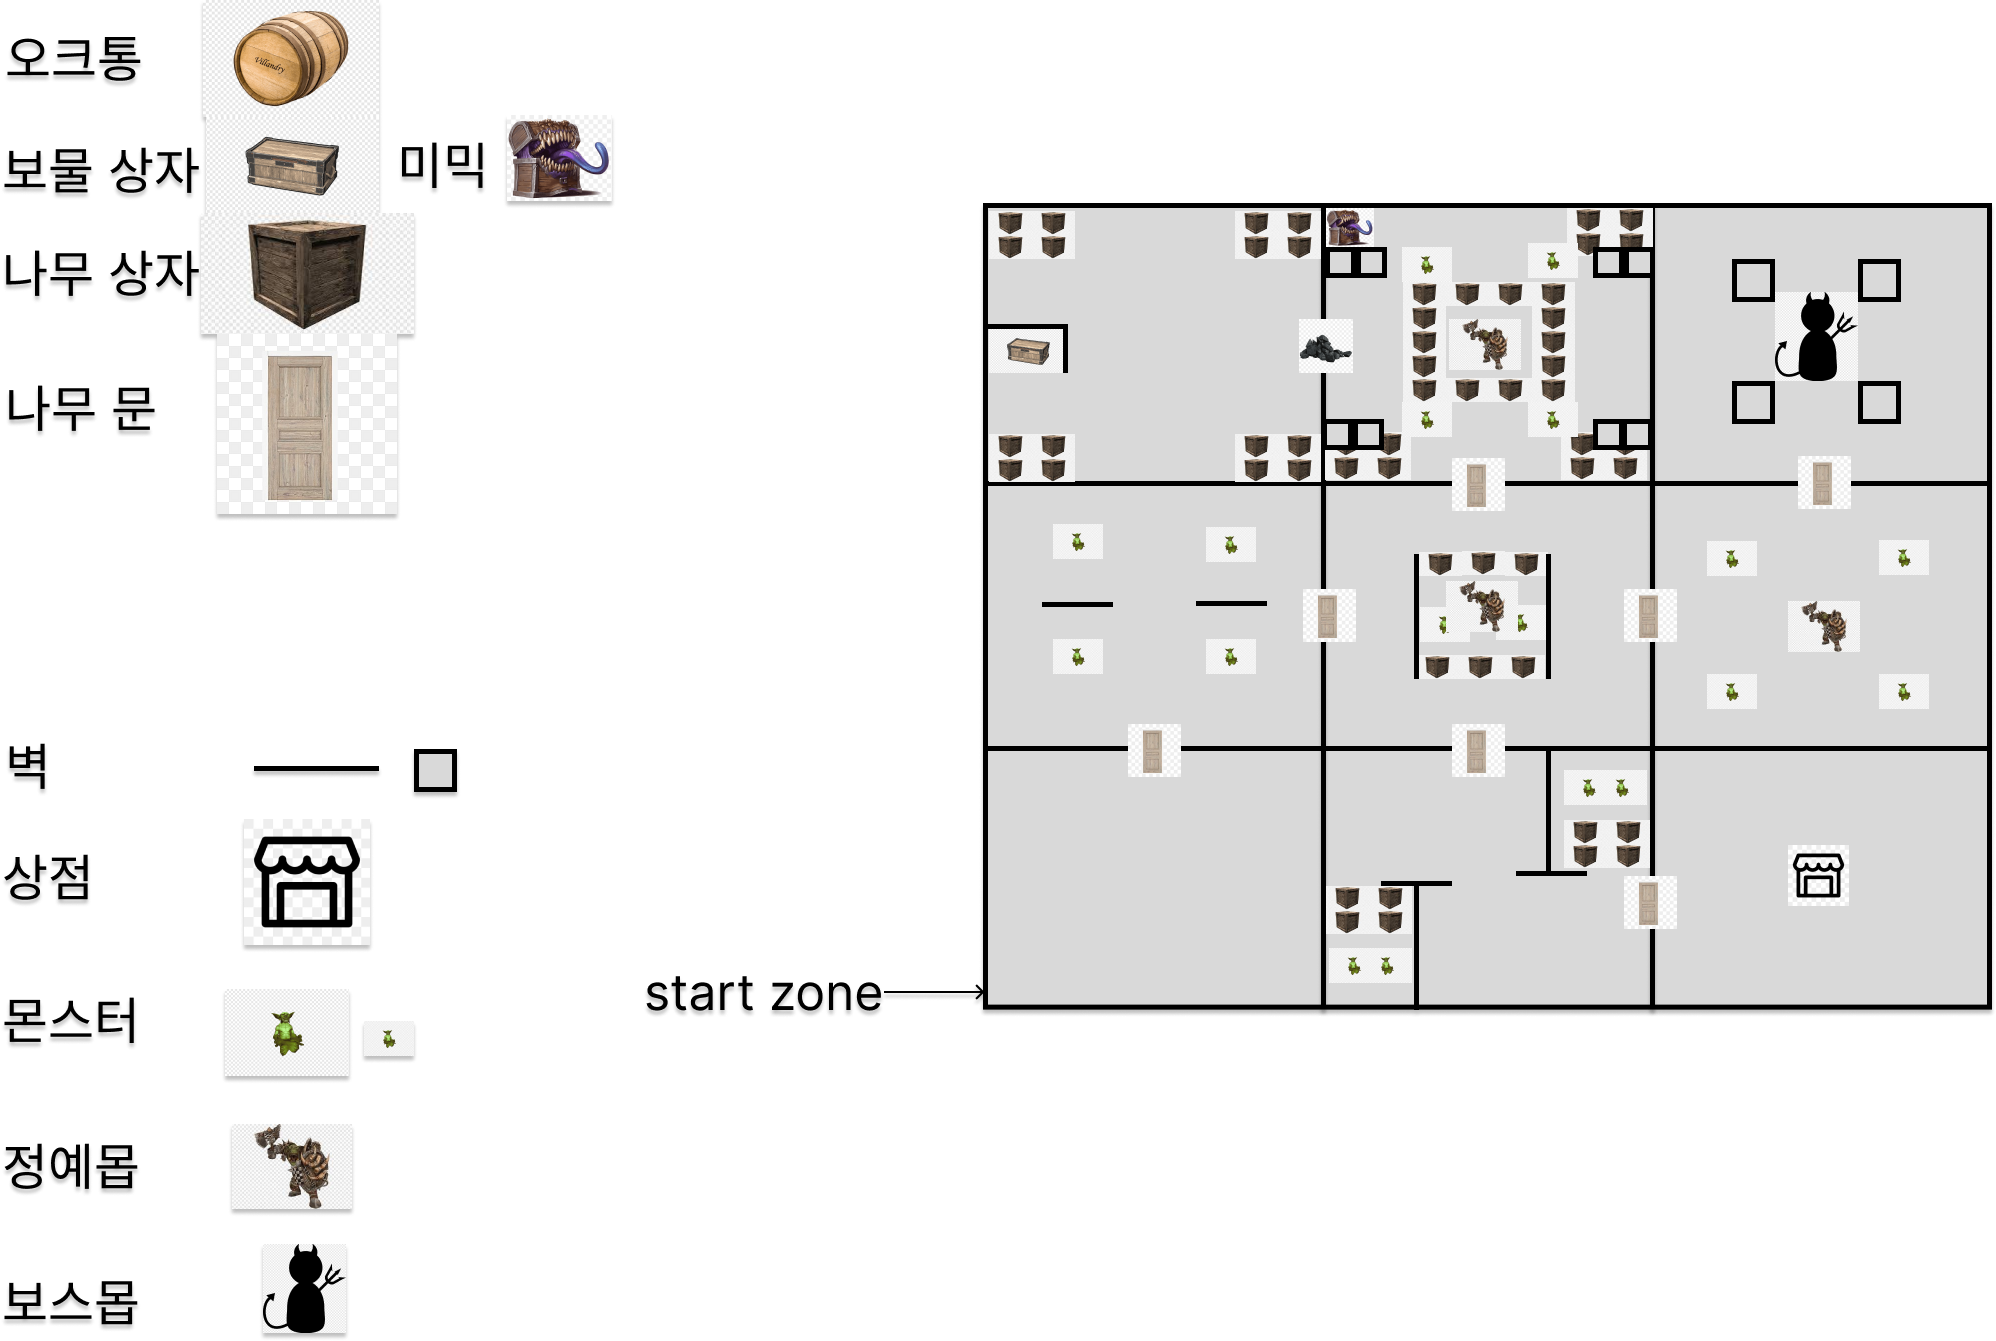 오크통
Villandry
보물 상자
미믹
나무 상자
나무 문
벽
상점
몬스터
start zone
정예몹
보스몹